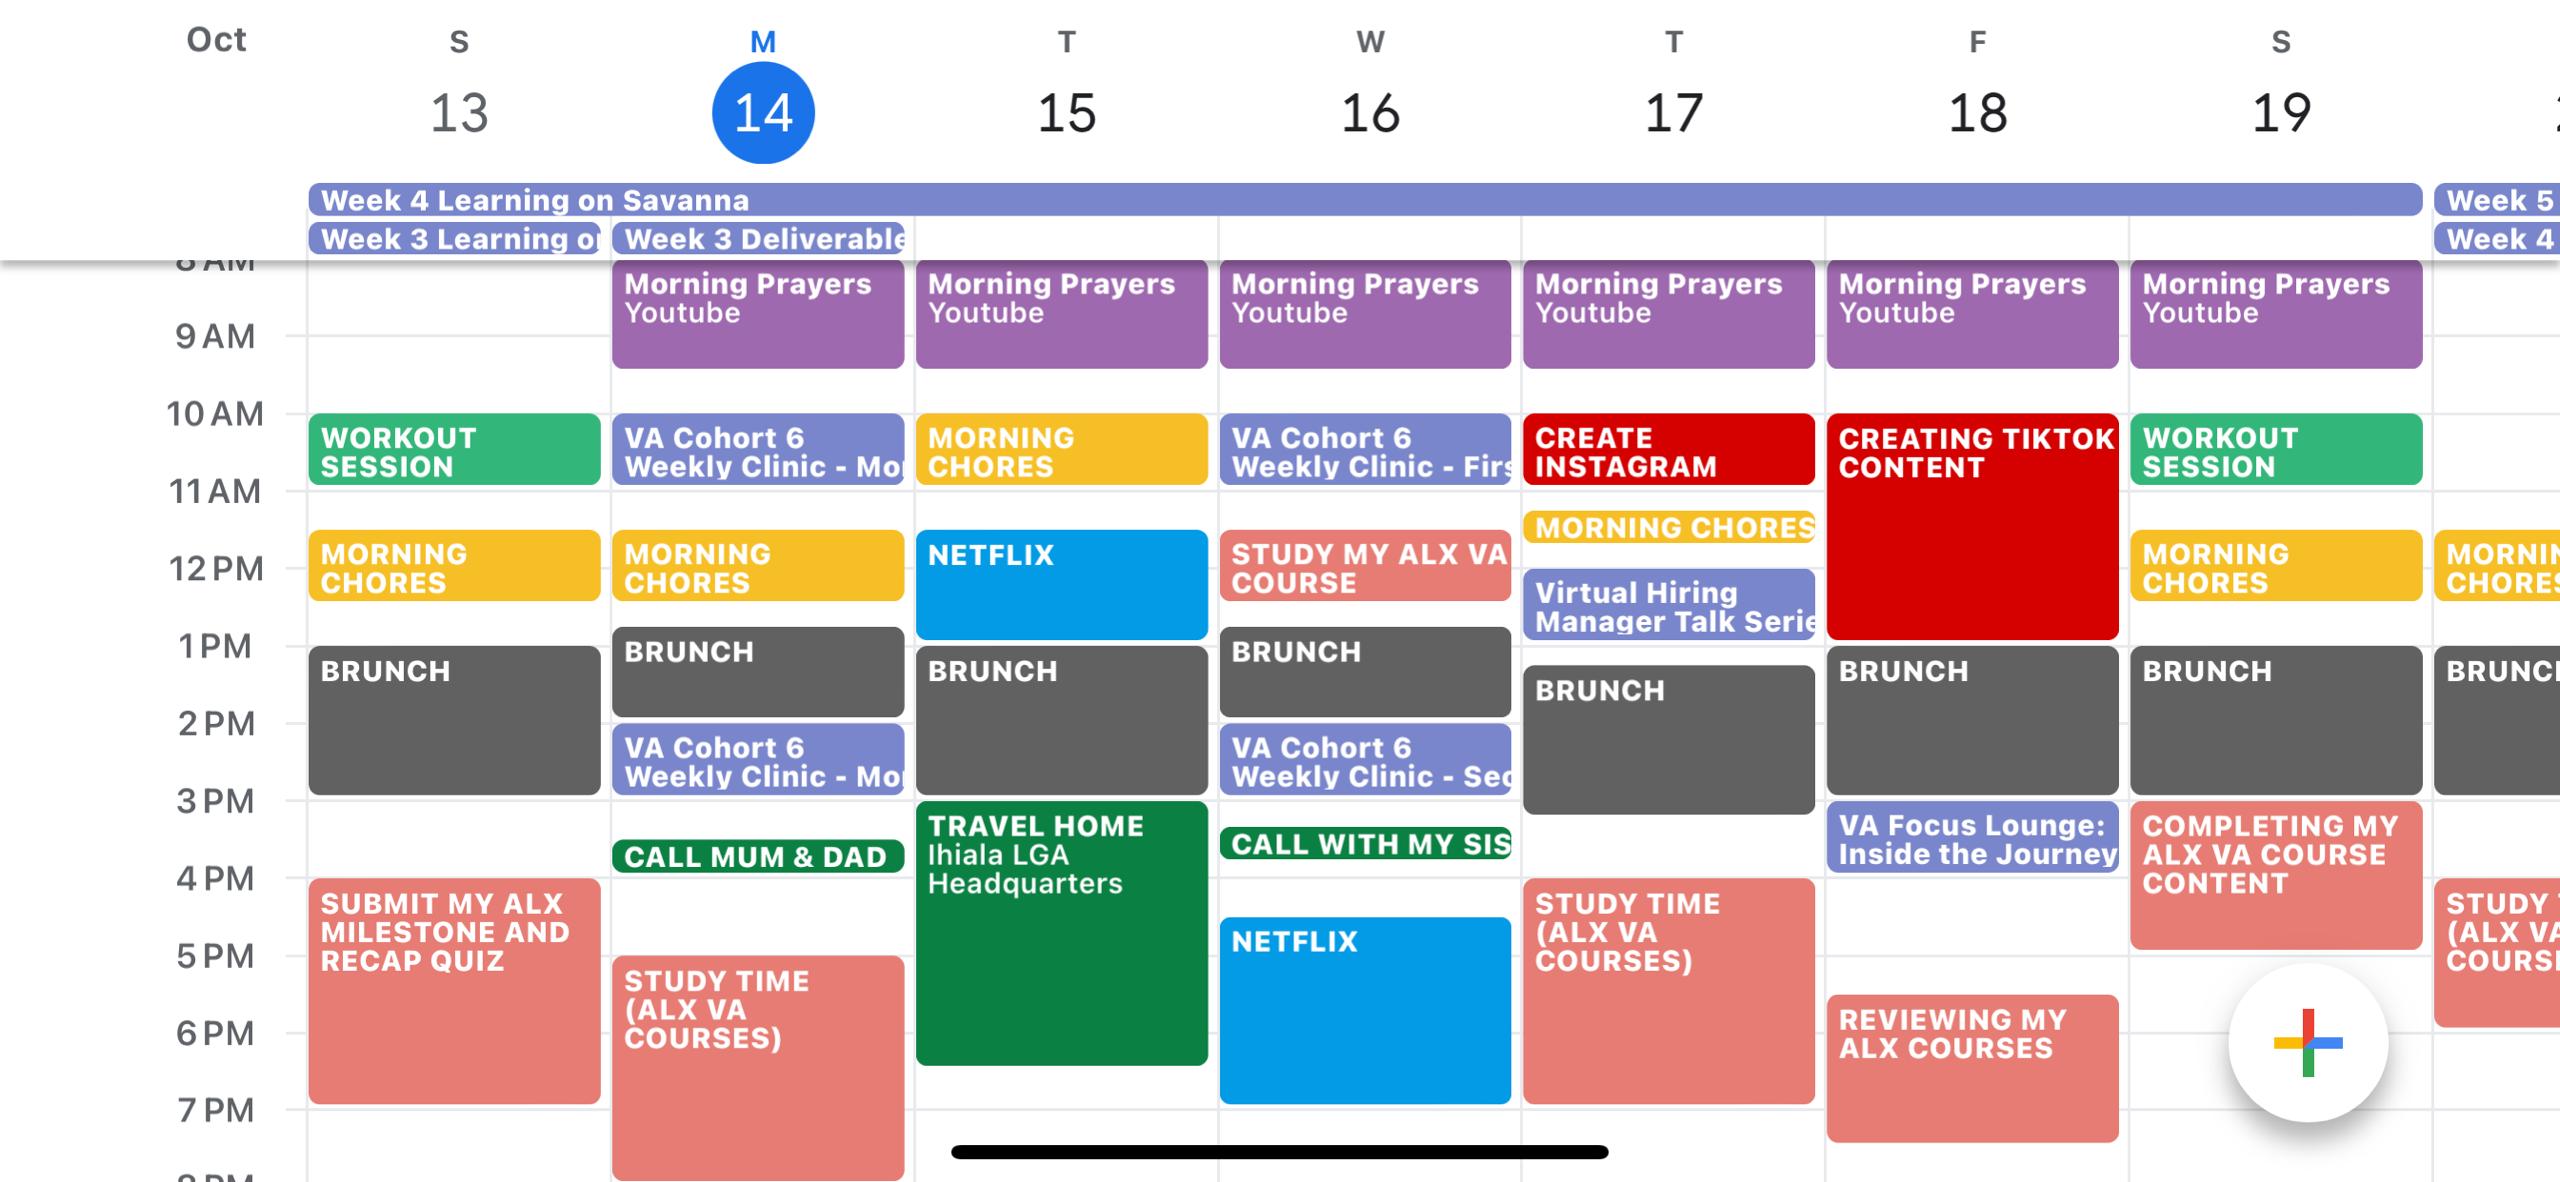 Oct
S
M
T
W
T
F
S
13
14
15
16
17
18
19
Week 4 Learning on Savanna
Week 5
Week 3 Learning
Week 3 Deliverable
Week 4
8 AM
Morning Prayers
Youtube
Morning Prayers
Youtube
Morning Prayers
Youtube
Morning Prayers
Youtube
Morning Prayers
Youtube
Morning Prayers
Youtube
9 AM
10 AM
WORKOUT
SESSION
VA Cohort 6
Weekly Clinic - Mo
MORNING
CHORES
VA Cohort 6
Weekly Clinic - Firs
CREATE
INSTAGRAM
CREATING TIKTOK
CONTENT
WORKOUT
SESSION
11 AM
MORNING CHORES
MORNING
CHORES
MORNING
CHORES
NETFLIX
STUDY MY ALX VA
COURSE
MORNING
CHORES
MORNIN
CHORES
12 PM
Virtual Hiring
Manager Talk Serie
1 PM
BRUNCH
BRUNCH
BRUNCH
BRUNCH
BRUNCH
BRUNCH
BRUNCH
BRUNC
2 PM
VA Cohort 6
Weekly Clinic - Mo
VA Cohort 6
Weekly Clinic - Sec
3 PM
CALL MUM & DAD
TRAVEL HOME
Ihiala LGA
Headquarters
CALL WITH MY SIS
VA Focus Lounge:
Inside the Journey
COMPLETING MY
ALX VA COURSE
CONTENT
4 PM
SUBMIT MY ALX
MILESTONE AND
RECAP QUIZ
NETFLIX
STUDY TIME
(ALX VA
COURSES)
STUDY
(ALX VA
COURS
5 PM
STUDY TIME
(ALX VA
COURSES)
REVIEWING MY
ALX COURSES
6 PM
7 PM